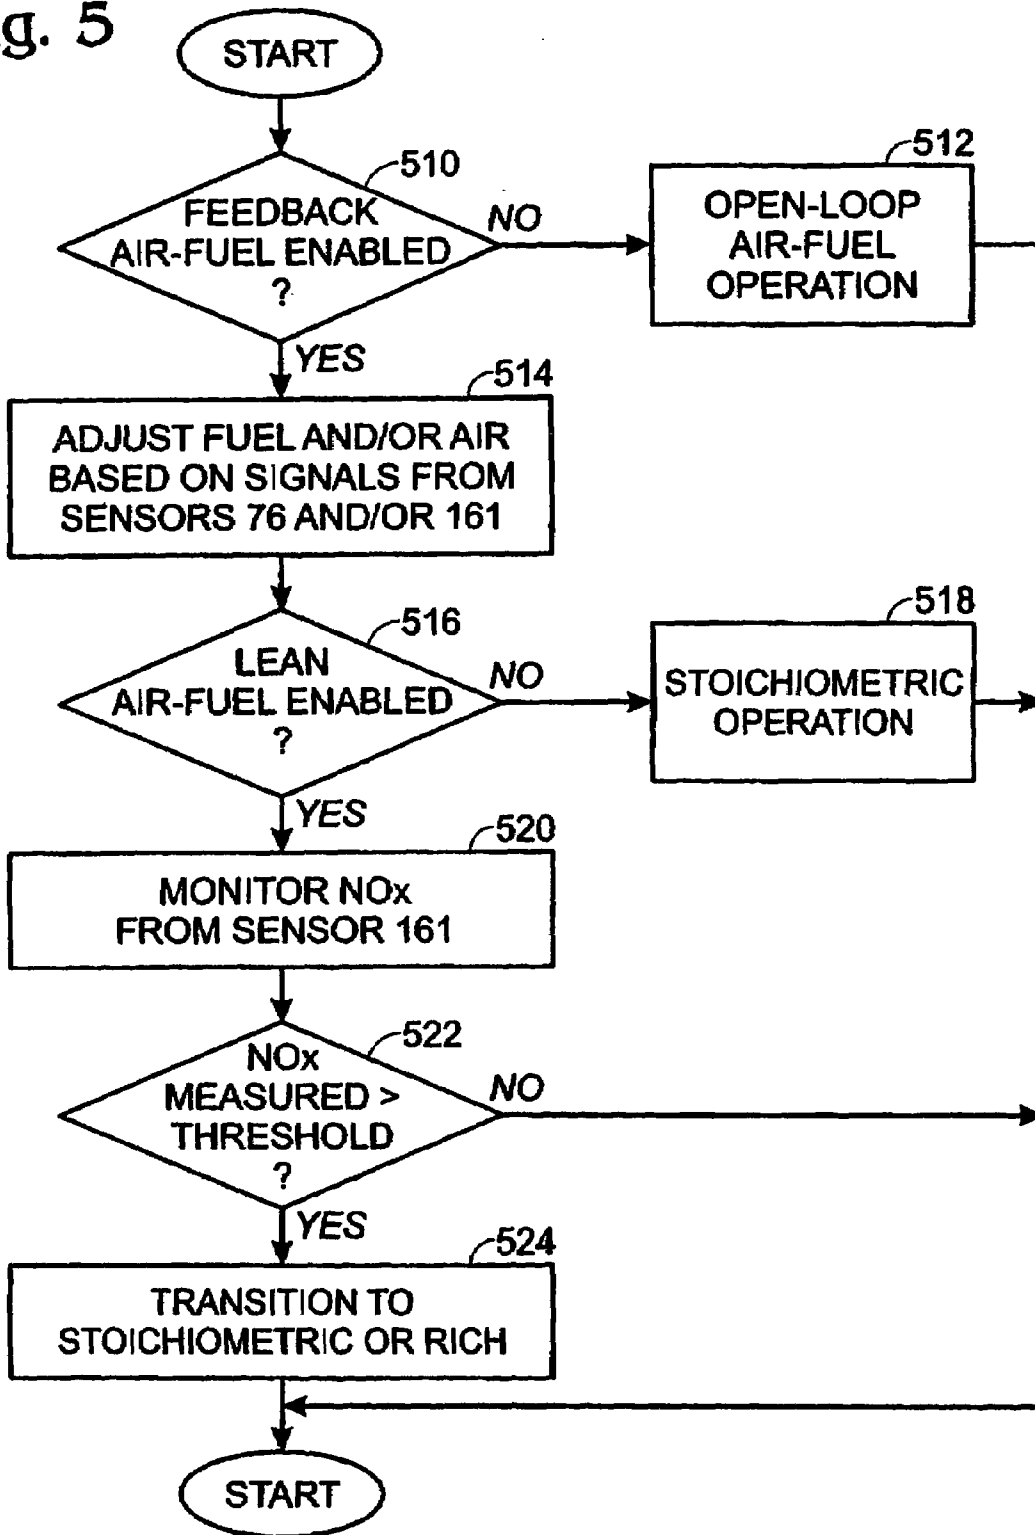 g. 5
START
510
FEEDBACK
AIR-FUEL ENABLED
?
NO
512
OPEN-LOOP
AIR-FUEL
OPERATION
YES
514
ADJUST FUEL AND/OR AIR
BASED ON SIGNALS FROM
SENSORS 76 AND/OR 161
516
LEAN
AIR-FUEL ENABLED
?
NO
518
STOICHIOMETRIC
OPERATION
YES
520
MONITOR NOx
FROM SENSOR 161
522
NOx
MEASURED >
THRESHOLD
?
NO
YES
524
TRANSITION TO
STOICHIOMETRIC OR RICH
START